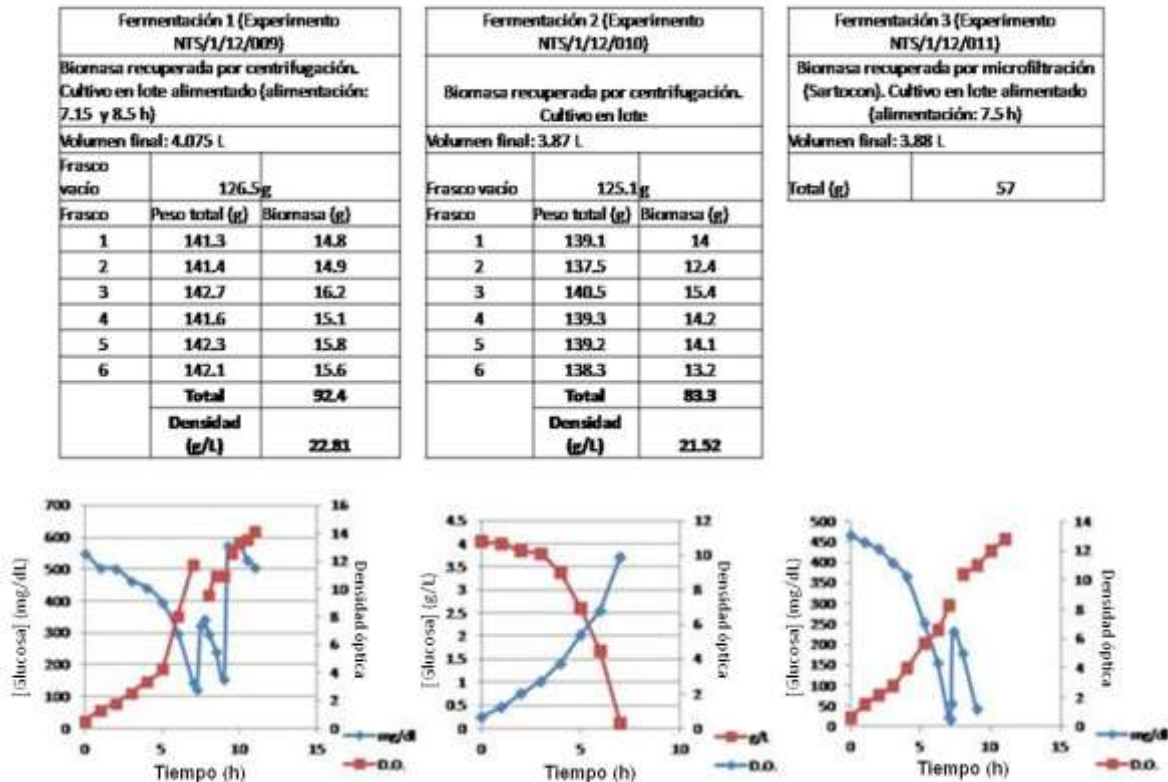 Fermentación 1 (Experimento
NTS/1/12/009)
Biomasa recuperada por centrifugación.
Cultivo en lote alimentado (alimentación:
7.15 y 8.5 h)
Volumen final: 4.075 L
Frasco
vacío 126.5g
Frasco Peso total (g) Biomasa (g)
1 141.3 14.8
2 141.4 14.9
3 142.7 16.2
4 141.6 15.1
5 142.3 15.8
6 142.1 15.6
Total 92.4
Densidad
(g/L) 22.81
Fermentación 2 (Experimento
NTS/1/12/010)
Biomasa recuperada por centrifugación.
Cultivo en lote
Volumen final: 3.87 L
Frasco vacío 125.1g
Frasco Peso total (g) Biomasa (g)
1 139.1 14
2 137.5 12.4
3 140.5 15.4
4 139.3 14.2
5 139.2 14.1
6 138.3 13.2
Total 83.3
Densidad
(g/L) 21.52
Fermentación 3 (Experimento
NTS/1/12/011)
Biomasa recuperada por microfiltración
(Sartocon). Cultivo en lote alimentado
(alimentación: 7.5 h)
Volumen final: 3.88 L
Total (g) 57
[Glucosa] (mg/dL)
700
600
500
400
300
200
100
0
16
14
12
10
8
6
4
2
0
Densidad óptica
0 5 10 15
Tiempo (h)
mg/dl
D.O.
[Glucosa] (g/L)
4.5
4
3.5
3
2.5
2
1.5
1
0.5
0
12
10
8
6
4
2
0
Densidad óptica
0 5 10
Tiempo (h)
g/L
D.O.
[Glucosa] (mg/dL)
500
450
400
350
300
250
200
150
100
50
0
14
12
10
8
6
4
2
0
Densidad óptica
0 5 10 15
Tiempo (h)
mg/dl
D.O.